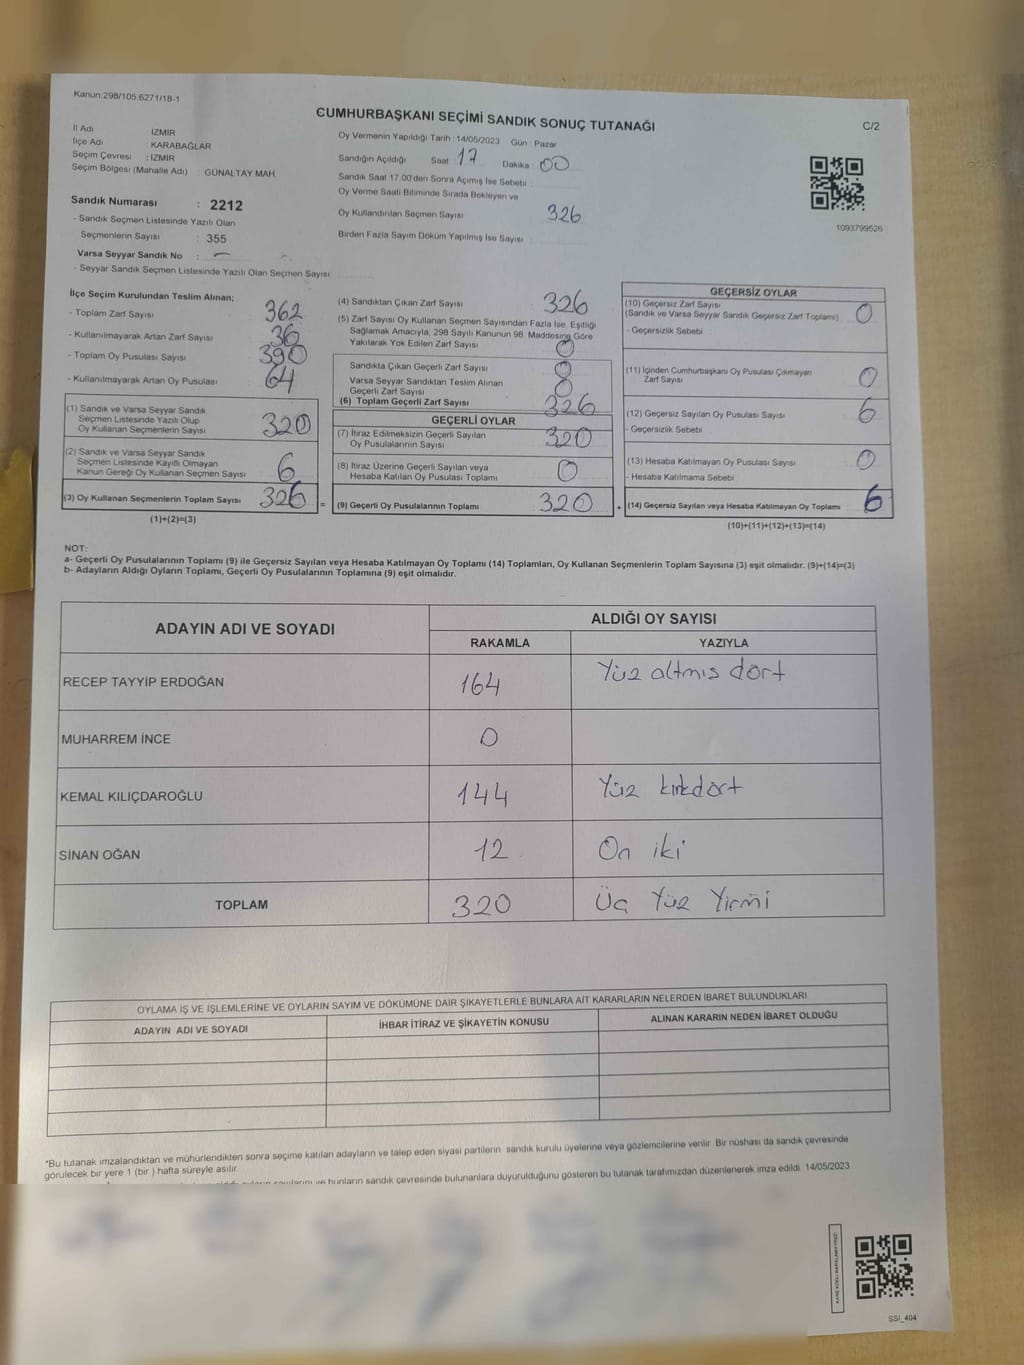 Kanun.298/105,6271/18-1
CUMHURBAŞKANI SEÇİMİ SANDIK SONUÇ TUTANAĞI
C/2
İl Adı : İZMİR
İlçe Adı : KARABAĞLAR
Seçim Çevresi : İZMİR
Seçim Bölgesi (Mahalle Adı) : GÜNALTAY MAH.
Sandık Numarası : 2212
- Sandık Seçmen Listesinde Yazılı Olan
Seçmenlerin Sayısı : 355
Varsa Seyyar Sandık No : -
- Seyyar Sandık Seçmen Listesinde Yazılı Olan Seçmen Sayısı
Oy Vermenin Yapıldığı Tarih : 14/05/2023 Gün : Pazar
Sandığın Açıldığı Saat 17 Dakika : 00
Sandık Saat 17.00'den Sonra Açımış İse Sebebi
Oy Verme Saati Bitiminde Sırada Bekleyen ve
Oy Kullandırılan Seçmen Sayısı 326
Birden Fazla Sayım Döküm Yapılmış İse Sayısı
1093799526
İlçe Seçim Kurulundan Teslim Alınan;
- Toplam Zarf Sayısı 362
- Kullanılmayarak Artan Zarf Sayısı 36
- Toplam Oy Pusulası Sayısı 390
- Kullanılmayarak Artan Oy Pusulası 64
(1) Sandık ve Varsa Seyyar Sandık
Seçmen Listesinde Yazılı Olup
Oy Kullanan Seçmenlerin Sayısı 320
(2) Sandık ve Varsa Seyyar Sandık
Seçmen Listesinde Kayıtlı Olmayan
Kanun Gereği Oy Kullanan Seçmen Sayısı 6
(3) Oy Kullanan Seçmenlerin Toplam Sayısı 326 =
(1)+(2)=(3)
(4) Sandıktan Çıkan Zarf Sayısı 326
(5) Zarf Sayısı Oy Kullanan Seçmen Sayısından Fazla İse, Eşitliği
Sağlamak Amacıyla, 298 Sayılı Kanunun 98. Maddesine Göre
Yakılarak Yok Edilen Zarf Sayısı 0
Sandıkta Çıkan Geçerli Zarf Sayısı 0
Varsa Seyyar Sandıktan Teslim Alınan
Geçerli Zarf Sayısı 0
(6) Toplam Geçerli Zarf Sayısı 326
GEÇERLİ OYLAR
(7) İtiraz Edilmeksizin Geçerli Sayılan
Oy Pusulalarının Sayısı 320
(8) İtiraz Üzerine Geçerli Sayılan veya
Hesaba Katılan Oy Pusulası Toplamı 0
(9) Geçerli Oy Pusulalarının Toplamı 320 +
GEÇERSİZ OYLAR
(10) Geçersiz Zarf Sayısı
(Sandık ve Varsa Seyyar Sandık Geçersiz Zarf Toplamı) 0
- Geçersizlik Sebebi
(11) İçinden Cumhurbaşkanı Oy Pusulası Çıkmayan
Zarf Sayısı 0
(12) Geçersiz Sayılan Oy Pusulası Sayısı 6
- Geçersizlik Sebebi
(13) Hesaba Katılmayan Oy Pusulası Sayısı 0
- Hesaba Katılmama Sebebi
(14) Geçersiz Sayılan veya Hesaba Katılmayan Oy Toplamı 6
(10)+(11)+(12)+(13)=(14)
NOT:
a- Geçerli Oy Pusulalarının Toplamı (9) ile Geçersiz Sayılan veya Hesaba Katılmayan Oy Toplamı (14) Toplamları, Oy Kullanan Seçmenlerin Toplam Sayısına (3) eşit olmalıdır. (9)+(14)=(3)
b- Adayların Aldığı Oyların Toplamı, Geçerli Oy Pusulalarının Toplamına (9) eşit olmalıdır.
ADAYIN ADI VE SOYADI ALDIĞI OY SAYISI
RAKAMLA YAZIYLA
RECEP TAYYİP ERDOĞAN 164 Yüz altmış dört
MUHARREM İNCE 0
KEMAL KILIÇDAROĞLU 144 Yüz kırkdört
SİNAN OĞAN 12 On iki
TOPLAM 320 Üç Yüz Yirmi
OYLAMA İŞ VE İŞLEMLERİNE VE OYLARIN SAYIM VE DÖKÜMÜNE DAİR ŞİKAYETLERLE BUNLARA AİT KARARLARIN NELERDEN İBARET BULUNDUKLARI
ADAYIN ADI VE SOYADI İHBAR İTİRAZ VE ŞİKAYETİN KONUSU ALINAN KARARIN NEDEN İBARET OLDUĞU
*Bu tutanak imzalandıktan ve mühürlendikten sonra seçime katılan adayların ve talep eden siyasi partilerin sandık kurulu üyelerine veya gözlemcilerine verilir. Bir nüshası da sandık çevresinde
görülecek bir yere 1 (bir ) hafta süreyle asılır.
ve bunların sandık çevresinde bulunanlara duyurulduğunu gösteren bu tutanak tarafımızdan düzenlenerek imza edildi. 14/05/2023
SSI_404